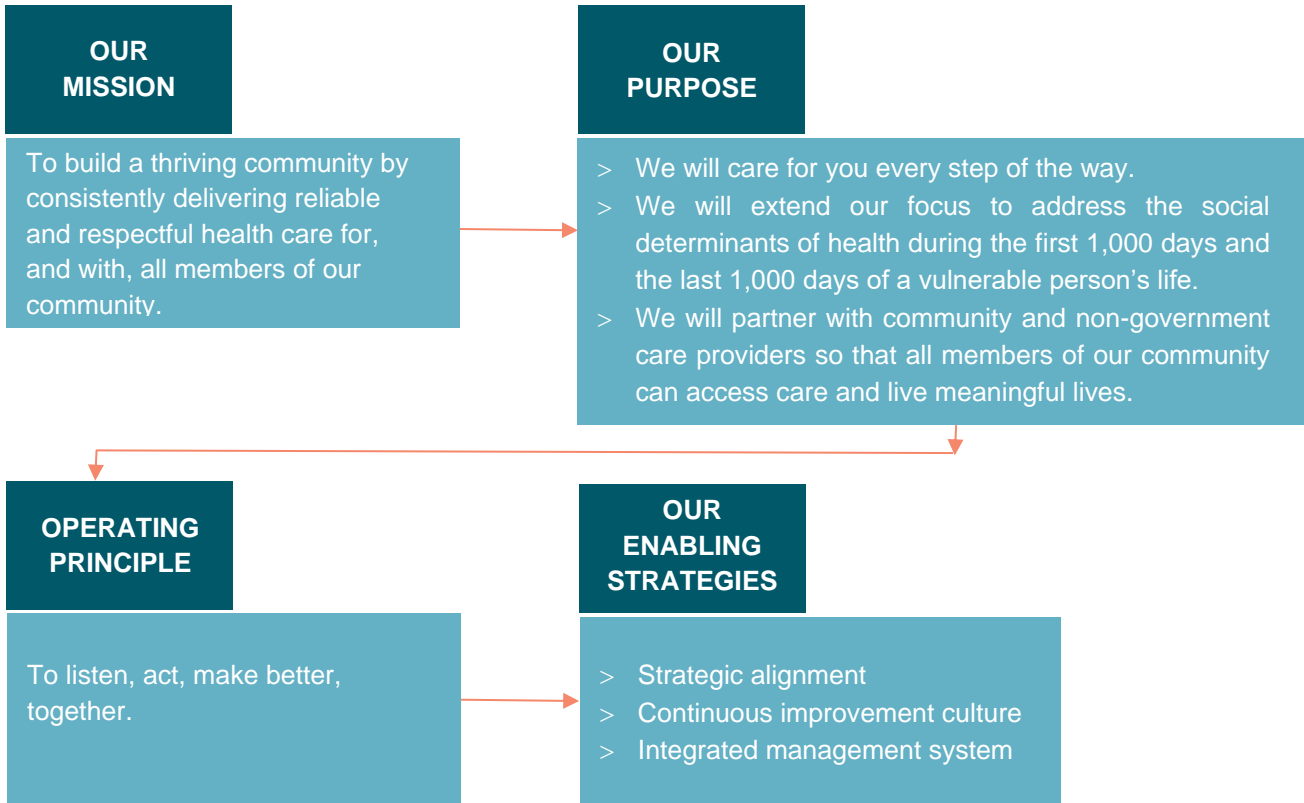 OUR
MISSION
To build a thriving community by
consistently delivering reliable
and respectful health care for,
and with, all members of our
community.
OUR
PURPOSE
> We will care for you every step of the way.
> We will extend our focus to address the social
determinants of health during the first 1,000 days and
the last 1,000 days of a vulnerable person’s life.
> We will partner with community and non-government
care providers so that all members of our community
can access care and live meaningful lives.
OPERATING
PRINCIPLE
To listen, act, make better,
together.
OUR
ENABLING
STRATEGIES
> Strategic alignment
> Continuous improvement culture
> Integrated management system